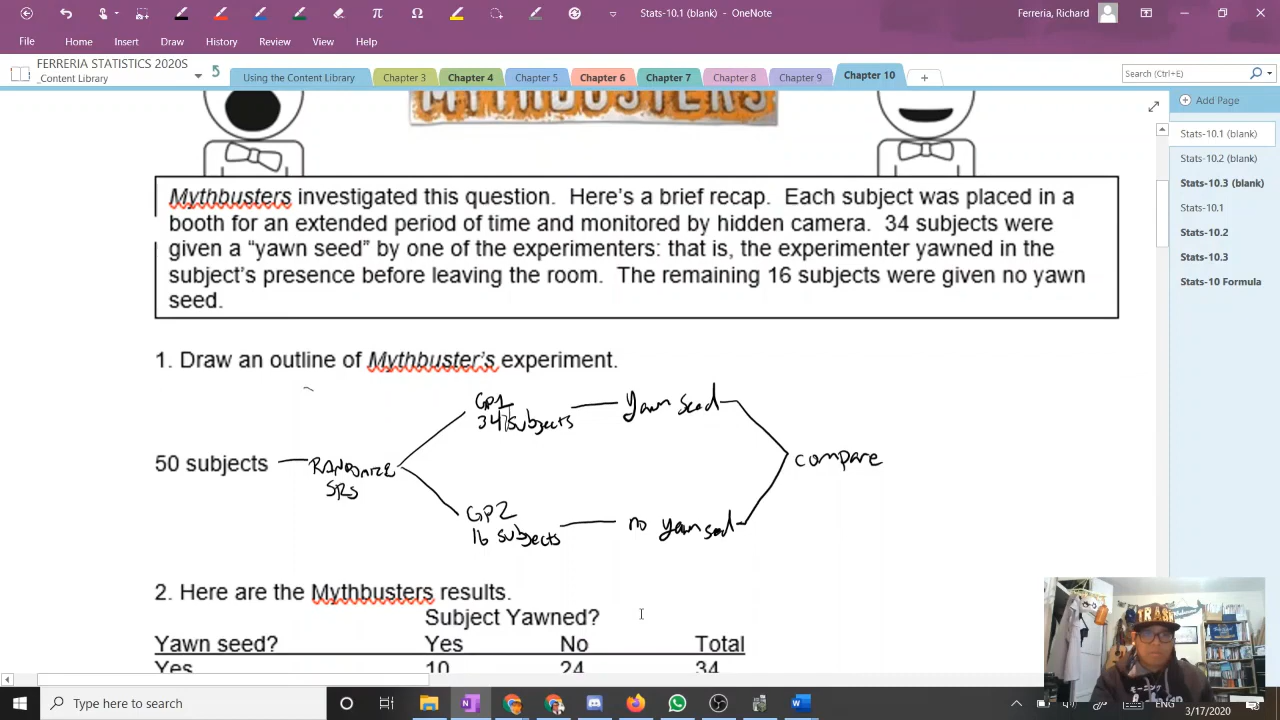 Stats-10.1 (blank) - OneNote
Ferreria, Richard
File Home Insert Draw History Review View Help
FERRERIA STATISTICS 2020S
_Content Library
Using the Content Library Chapter 3 Chapter 4 Chapter 5 Chapter 6 Chapter 7 Chapter 8 Chapter 9 Chapter 10
Search (Ctrl+E)
Add Page
Stats-10.1 (blank)
Stats-10.2 (blank)
Stats-10.3 (blank)
Stats-10.1
Stats-10.2
Stats-10.3
Stats-10 Formula
MYTHBUSTERS
Mythbusters investigated this question. Here's a brief recap. Each subject was placed in a
booth for an extended period of time and monitored by hidden camera. 34 subjects were
given a "yawn seed" by one of the experimenters: that is, the experimenter yawned in the
subject's presence before leaving the room. The remaining 16 subjects were given no yawn
seed.
1. Draw an outline of Mythbuster's experiment.
GP1
34 subjects
yawn seed
50 subjects
RANDOMIZE
SRS
compare
GP2
16 subjects
no yawn seed
2. Here are the Mythbusters results.
Subject Yawned?
Yawn seed? Yes No Total
Yes 10 24 34
TRASH
Type here to search
3/17/2020